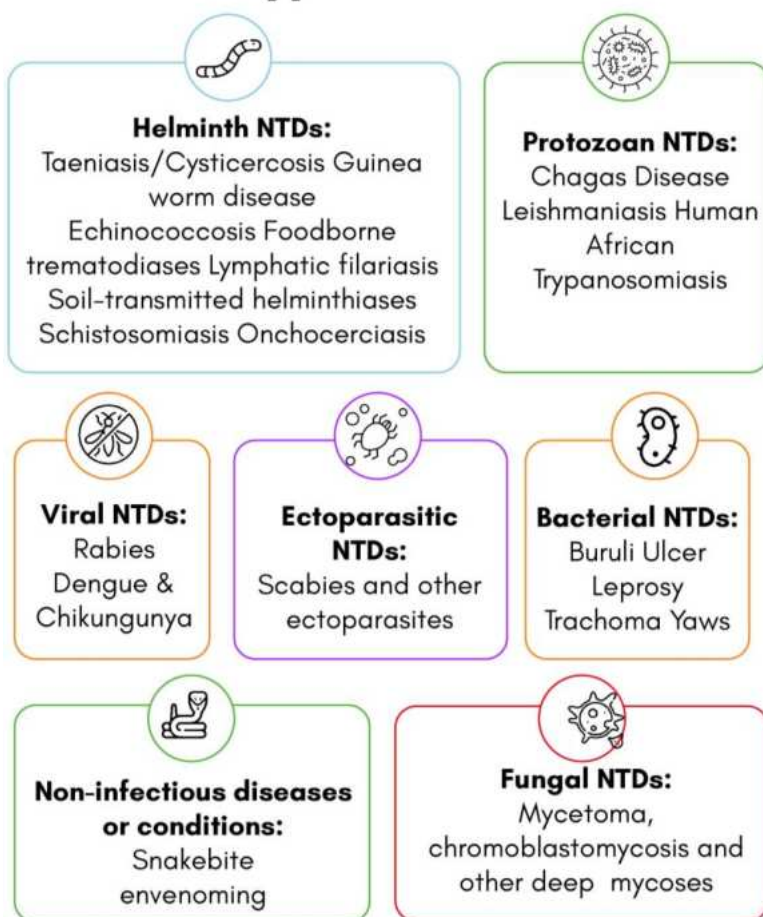 Helminth NTDs:
Taeniasis/Cysticercosis Guinea
worm disease
Echinococcosis Foodborne
trematodiases Lymphatic filariasis
Soil-transmitted helminthiases
Schistosomiasis Onchocerciasis
Protozoan NTDs:
Chagas Disease
Leishmaniasis Human
African
Trypanosomiasis
Viral NTDs:
Rabies
Dengue &
Chikungunya
Ectoparasitic
NTDs:
Scabies and other
ectoparasites
Bacterial NTDs:
Buruli Ulcer
Leprosy
Trachoma Yaws
Non-infectious diseases
or conditions:
Snakebite
envenoming
Fungal NTDs:
Mycetoma,
chromoblastomycosis and
other deep mycoses